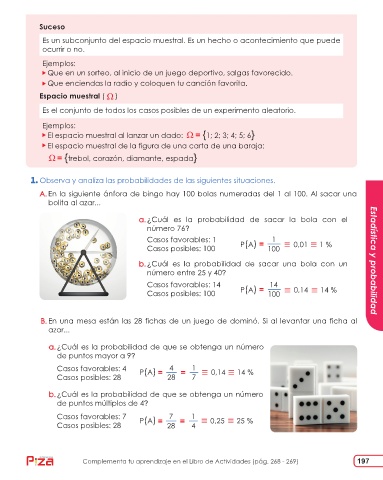 Suceso
Es un subconjunto del espacio muestral. Es un hecho o acontecimiento que puede
ocurrir o no.
Ejemplos:
▸ Que en un sorteo, al inicio de un juego deportivo, salgas favorecido.
▸ Que enciendas la radio y coloquen tu canción favorita.
Espacio muestral ( Ω )
Es el conjunto de todos los casos posibles de un experimento aleatorio.
Ejemplos:
▸ El espacio muestral al lanzar un dado: Ω = {1; 2; 3; 4; 5; 6}
▸ El espacio muestral de la figura de una carta de una baraja:
Ω = {trebol, corazón, diamante, espada}
1. Observa y analiza las probabilidades de las siguientes situaciones.
A. En la siguiente ánfora de bingo hay 100 bolas numeradas del 1 al 100. Al sacar una
bolita al azar...
a. ¿Cuál es la probabilidad de sacar la bola con el
número 76?
Casos favorables: 1
Casos posibles: 100
P(A) = 1/100 ≡ 0,01 ≡ 1 %
b. ¿Cuál es la probabilidad de sacar una bola con un
número entre 25 y 40?
Casos favorables: 14
Casos posibles: 100
P(A) = 14/100 ≡ 0,14 ≡ 14 %
B. En una mesa están las 28 fichas de un juego de dominó. Si al levantar una ficha al
azar...
a. ¿Cuál es la probabilidad de que se obtenga un número
de puntos mayor a 9?
Casos favorables: 4
Casos posibles: 28
P(A) = 4/28 = 1/7 ≡ 0,14 ≡ 14 %
b. ¿Cuál es la probabilidad de que se obtenga un número
de puntos múltiplos de 4?
Casos favorables: 7
Casos posibles: 28
P(A) = 7/28 = 1/4 ≡ 0,25 ≡ 25 %
Estadística y probabilidad
Complementa tu aprendizaje en el Libro de Actividades (pág. 268 - 269)
197